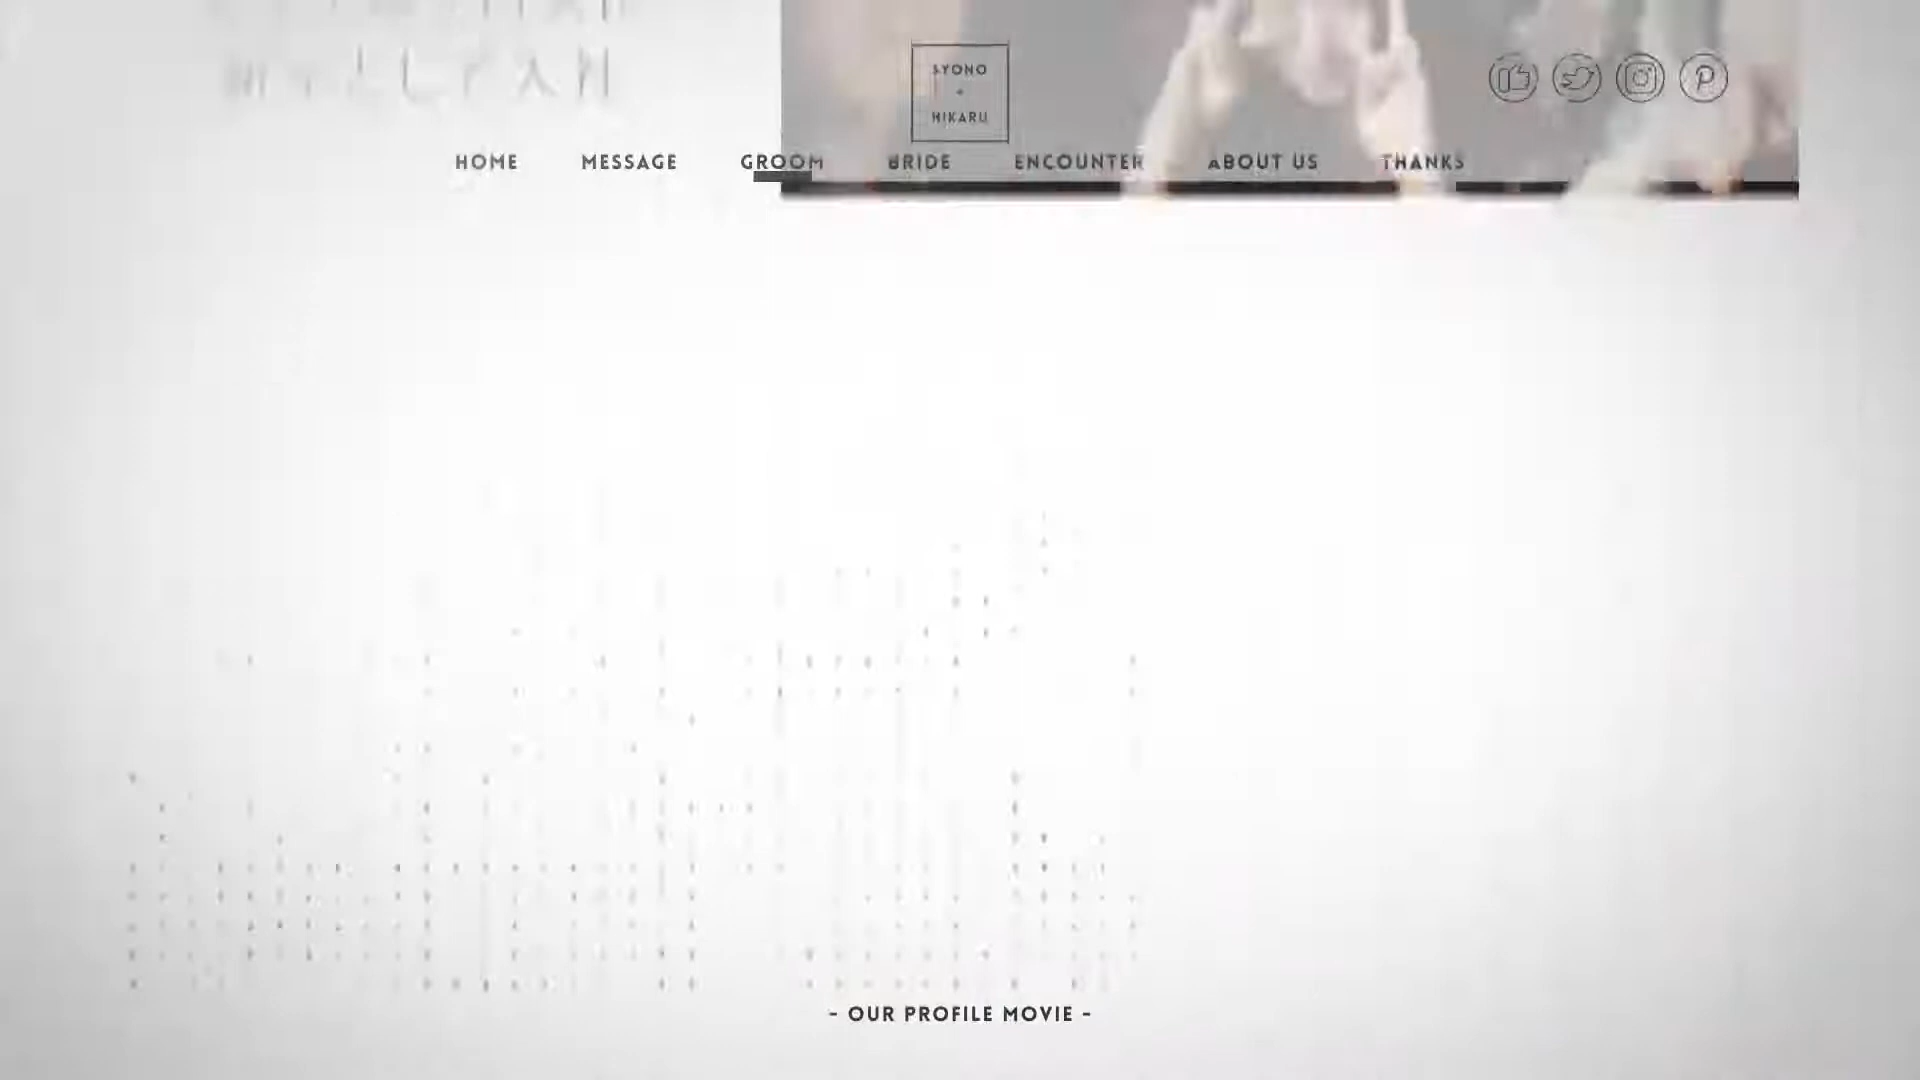 SYONO
+
HIKARU
HOME MESSAGE GROOM BRIDE ENCOUNTER ABOUT US THANKS
- OUR PROFILE MOVIE -